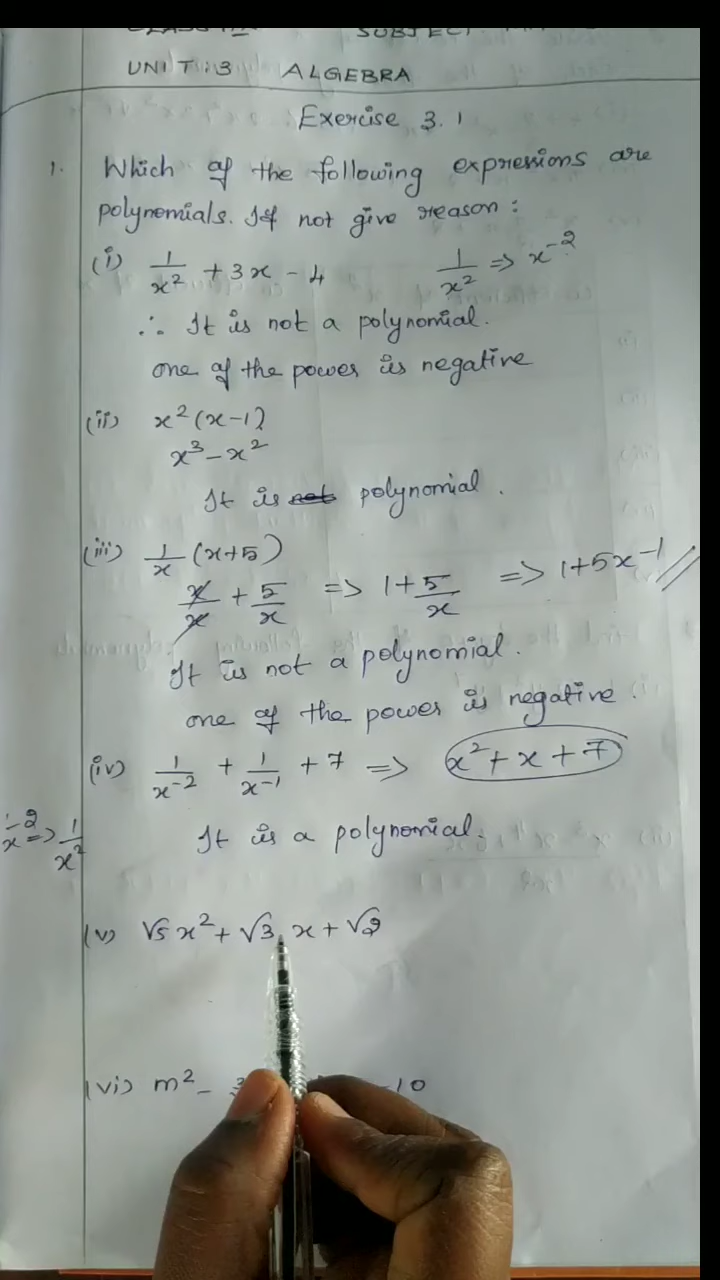 SUBJECT
UNIT:3 ALGEBRA
Exercise 3.1
1. Which of the following expressions are
polynomials. If not give reason:
(i) 1/x² + 3x - 4 1/x² => x⁻²
∴ It is not a polynomial.
one of the power is negative
(ii) x²(x-1)
x³ - x²
It is not polynomial.
(iii) 1/x (x+5)
x/x + 5/x => 1 + 5/x => 1+5x⁻¹ //
It is not a polynomial.
one of the power is negative.
(iv) 1/x⁻² + 1/x⁻¹ + 7 => x² + x + 7
x⁻² => 1/x² It is a polynomial.
(v) √5 x² + √3 x + √2
(vi) m² - -10